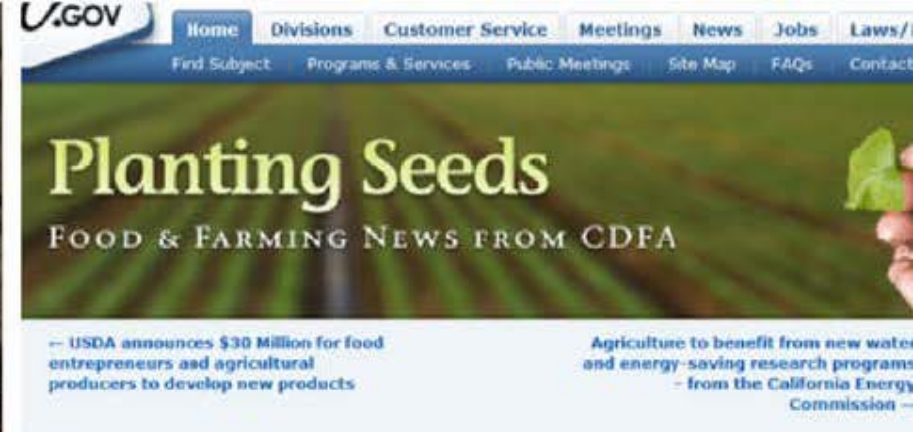 .GOV
Home Divisions Customer Service Meetings News Jobs Laws/
Find Subject Programs & Services Public Meetings Site Map FAQs Contact
Planting Seeds
FOOD & FARMING NEWS FROM CDFA
← USDA announces $30 Million for food
entrepreneurs and agricultural
producers to develop new products
Agriculture to benefit from new water
and energy-saving research programs
– from the California Energy
Commission →